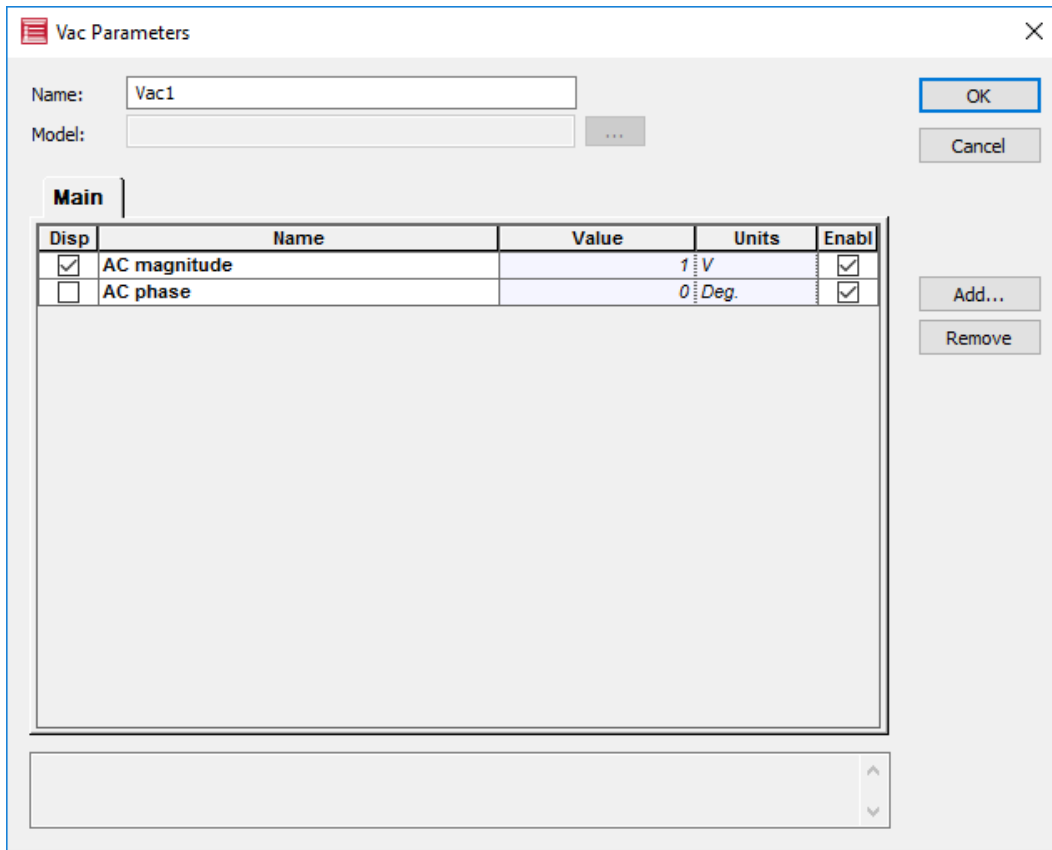 Vac Parameters
Name: Vac1 OK
Model: ... Cancel
Main
Disp Name Value Units Enabl
AC magnitude 1 V
AC phase 0 Deg. Add...
Remove